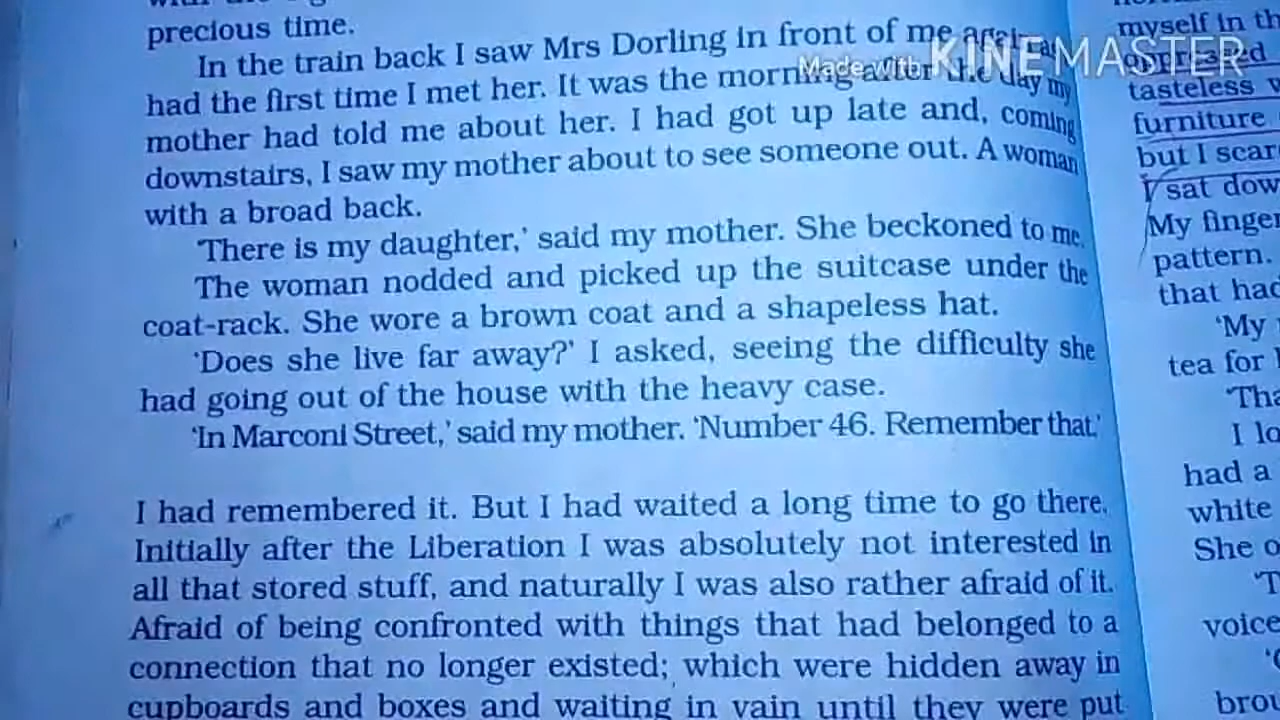 precious time.
In the train back I saw Mrs Dorling in front of me again as
had the first time I met her. It was the morning after the day my
mother had told me about her. I had got up late and, coming
downstairs, I saw my mother about to see someone out. A woman
with a broad back.
'There is my daughter,' said my mother. She beckoned to me.
The woman nodded and picked up the suitcase under the
coat-rack. She wore a brown coat and a shapeless hat.
'Does she live far away?' I asked, seeing the difficulty she
had going out of the house with the heavy case.
'In Marconi Street,' said my mother. 'Number 46. Remember that.'
I had remembered it. But I had waited a long time to go there.
Initially after the Liberation I was absolutely not interested in
all that stored stuff, and naturally I was also rather afraid of it.
Afraid of being confronted with things that had belonged to a
connection that no longer existed; which were hidden away in
cupboards and boxes and waiting in vain until they were put
Made with KINEMASTER
myself in th
tasteless w
furniture
but I scar
I sat dow
My finger
pattern.
that had
'My
tea for
'Tha
I lo
had a
white
She o
'T
voice
brou